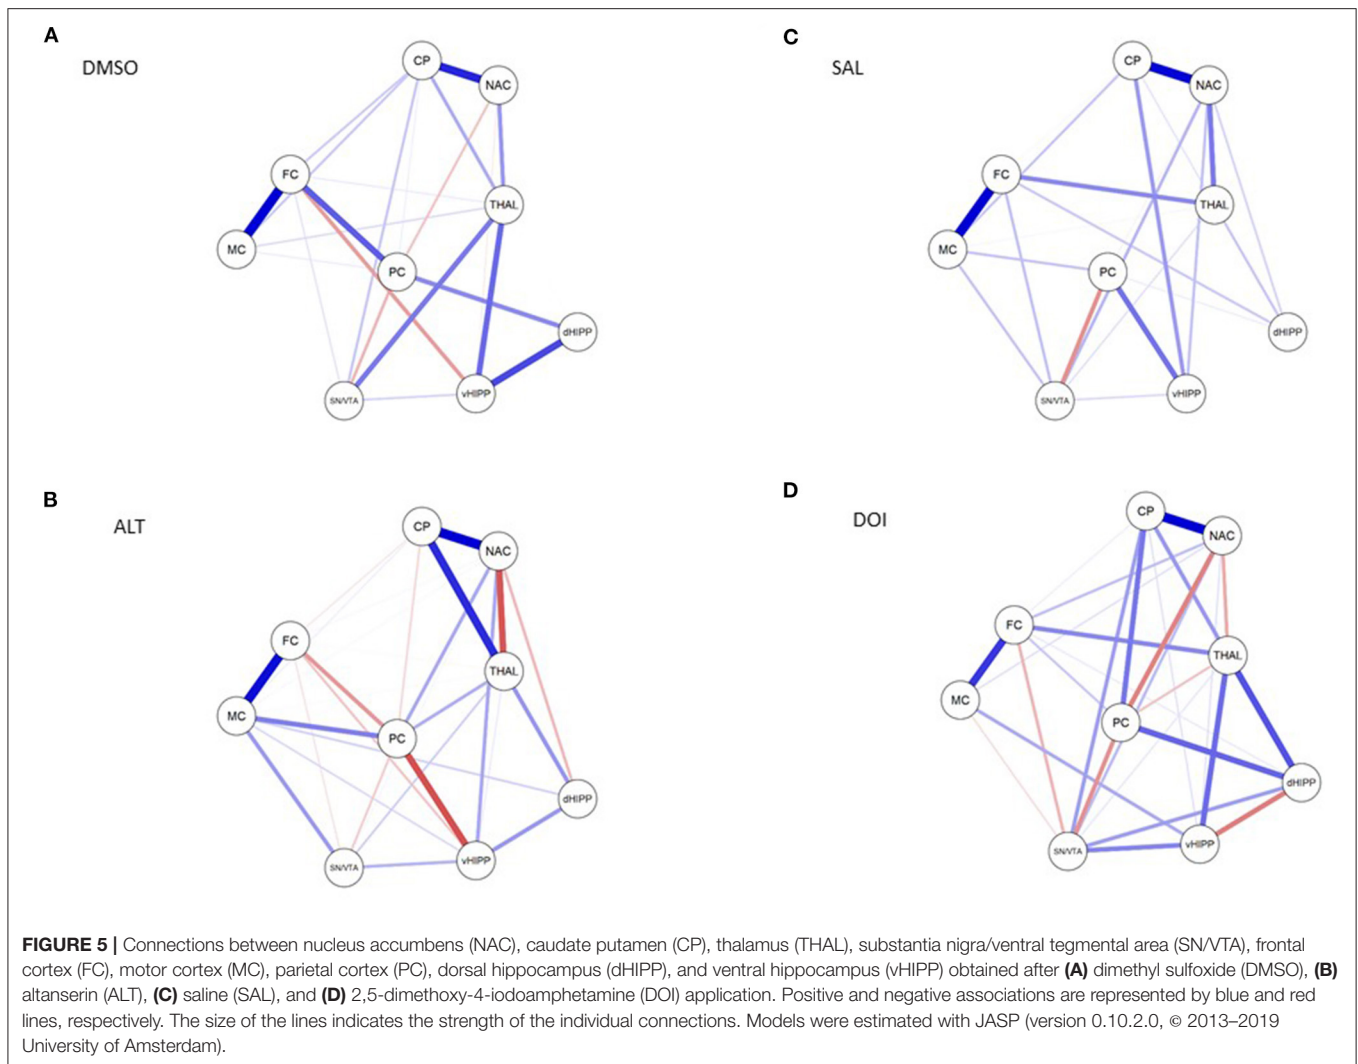 A
DMSO
CP
NAC
FC
THAL
MC
PC
dHIPP
SN/VTA
vHIPP
C
SAL
CP
NAC
FC
THAL
MC
PC
dHIPP
SN/VTA
vHIPP
B
ALT
CP
NAC
FC
THAL
MC
PC
dHIPP
SN/VTA
vHIPP
D
DOI
CP
NAC
FC
THAL
MC
PC
dHIPP
SN/VTA
vHIPP
FIGURE 5 | Connections between nucleus accumbens (NAC), caudate putamen (CP), thalamus (THAL), substantia nigra/ventral tegmental area (SN/VTA), frontal
cortex (FC), motor cortex (MC), parietal cortex (PC), dorsal hippocampus (dHIPP), and ventral hippocampus (vHIPP) obtained after (A) dimethyl sulfoxide (DMSO), (B)
altanserin (ALT), (C) saline (SAL), and (D) 2,5-dimethoxy-4-iodoamphetamine (DOI) application. Positive and negative associations are represented by blue and red
lines, respectively. The size of the lines indicates the strength of the individual connections. Models were estimated with JASP (version 0.10.2.0, © 2013–2019
University of Amsterdam).